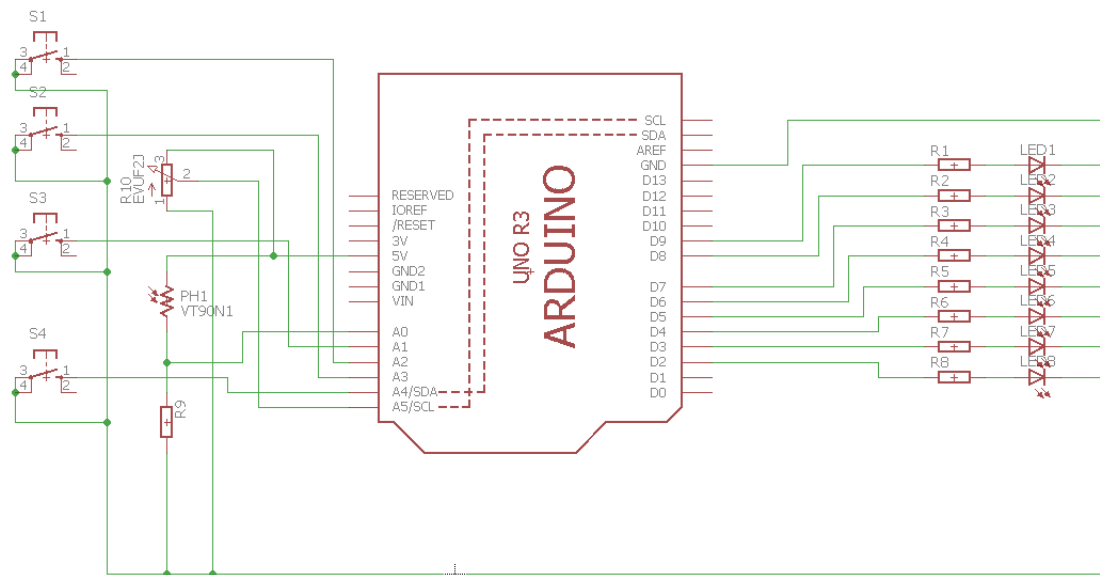 S1
3 1
4 2
S2
3 1
4 2
S3
3 1
4 2
S4
3 1
4 2
R10
EVUF2J
3
2
1
PH1
VT90N1
R9
RESERVED
IOREF
/RESET
3V
5V
GND2
GND1
VIN
A0
A1
A2
A3
A4/SDA
A5/SCL
UNO R3
ARDUINO
SCL
SDA
AREF
GND
D13
D12
D11
D10
D9
D8
D7
D6
D5
D4
D3
D2
D1
D0
R1
R2
R3
R4
R5
R6
R7
R8
LED1
LED2
LED3
LED4
LED5
LED6
LED7
LED8